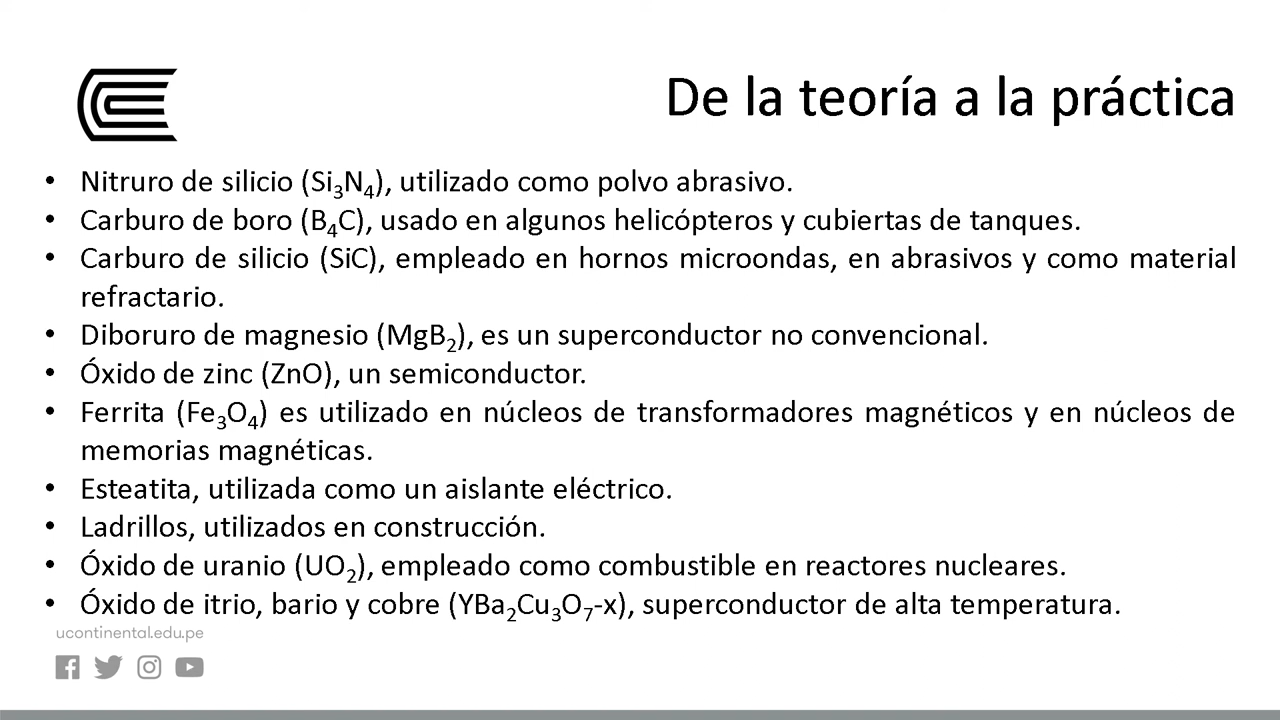 De la teoría a la práctica
• Nitruro de silicio (Si₃N₄), utilizado como polvo abrasivo.
• Carburo de boro (B₄C), usado en algunos helicópteros y cubiertas de tanques.
• Carburo de silicio (SiC), empleado en hornos microondas, en abrasivos y como material
refractario.
• Diboruro de magnesio (MgB₂), es un superconductor no convencional.
• Óxido de zinc (ZnO), un semiconductor.
• Ferrita (Fe₃O₄) es utilizado en núcleos de transformadores magnéticos y en núcleos de
memorias magnéticas.
• Esteatita, utilizada como un aislante eléctrico.
• Ladrillos, utilizados en construcción.
• Óxido de uranio (UO₂), empleado como combustible en reactores nucleares.
• Óxido de itrio, bario y cobre (YBa₂Cu₃O₇-x), superconductor de alta temperatura.
ucontinental.edu.pe